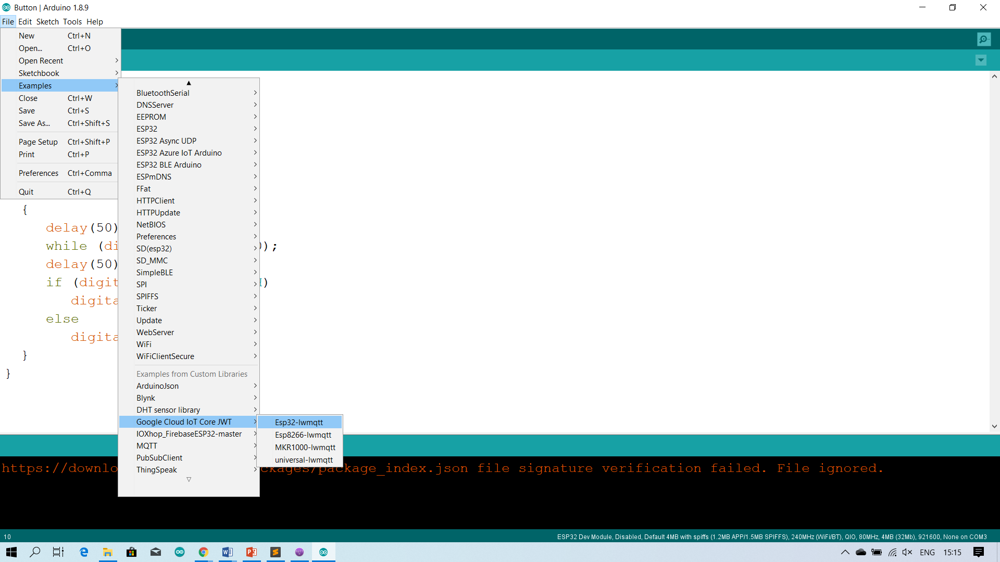 Button | Arduino 1.8.9
File Edit Sketch Tools Help
New Ctrl+N
Open... Ctrl+O
Open Recent
Sketchbook
Examples
Close Ctrl+W
Save Ctrl+S
Save As... Ctrl+Shift+S
Page Setup Ctrl+Shift+P
Print Ctrl+P
Preferences Ctrl+Comma
Quit Ctrl+Q
BluetoothSerial
DNSServer
EEPROM
ESP32
ESP32 Async UDP
ESP32 Azure IoT Arduino
ESP32 BLE Arduino
ESPmDNS
FFat
HTTPClient
HTTPUpdate
NetBIOS
Preferences
SD(esp32)
SD_MMC
SimpleBLE
SPI
SPIFFS
Ticker
Update
WebServer
WiFi
WiFiClientSecure
Examples from Custom Libraries
ArduinoJson
Blynk
DHT sensor library
Google Cloud IoT Core JWT
IOXhop_FirebaseESP32-master
MQTT
PubSubClient
ThingSpeak
Esp32-lwmqtt
Esp8266-lwmqtt
MKR1000-lwmqtt
universal-lwmqtt
{
delay(50)
while (di );
delay(50)
if (digit )
digita
else
digita
}
}
https://downlo ckages/package_index.json file signature verification failed. File ignored.
10
ESP32 Dev Module, Disabled, Default 4MB with spiffs (1.2MB APP/1.5MB SPIFFS), 240MHz (WiFi/BT), QIO, 80MHz, 4MB (32Mb), 921600, None on COM3
ENG 15:15